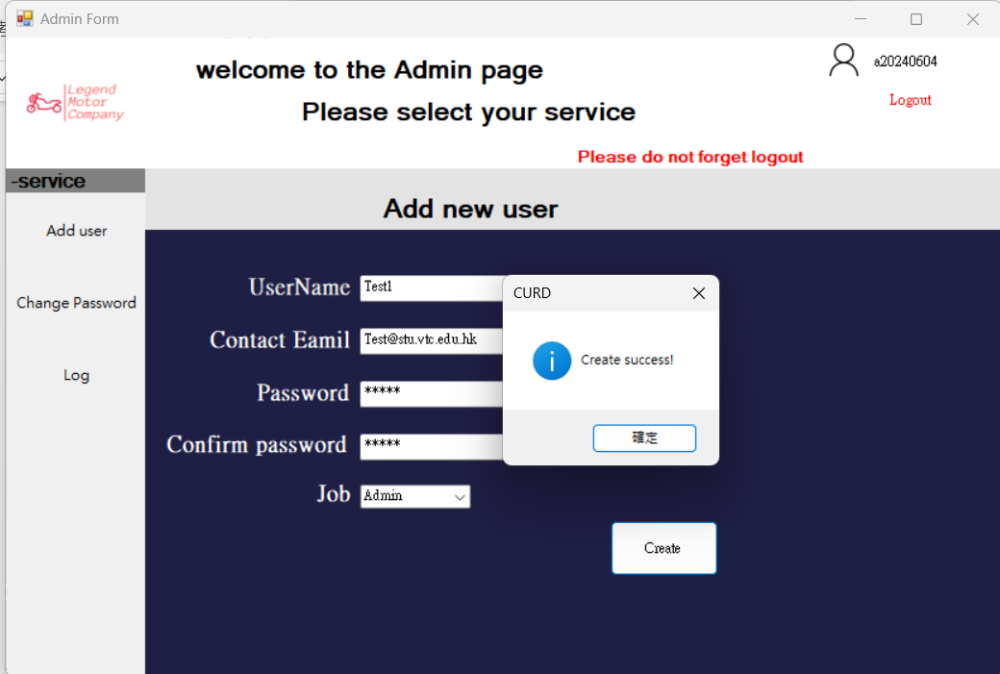 Admin Form
welcome to the Admin page
a20240604
Legend
Motor
Company
Please select your service
Logout
Please do not forget logout
-service
Add new user
Add user
Change Password
Log
UserName Test1
Contact Eamil Test@stu.vtc.edu.hk
Password *****
Confirm password *****
Job Admin
CURD
Create success!
確定
Create